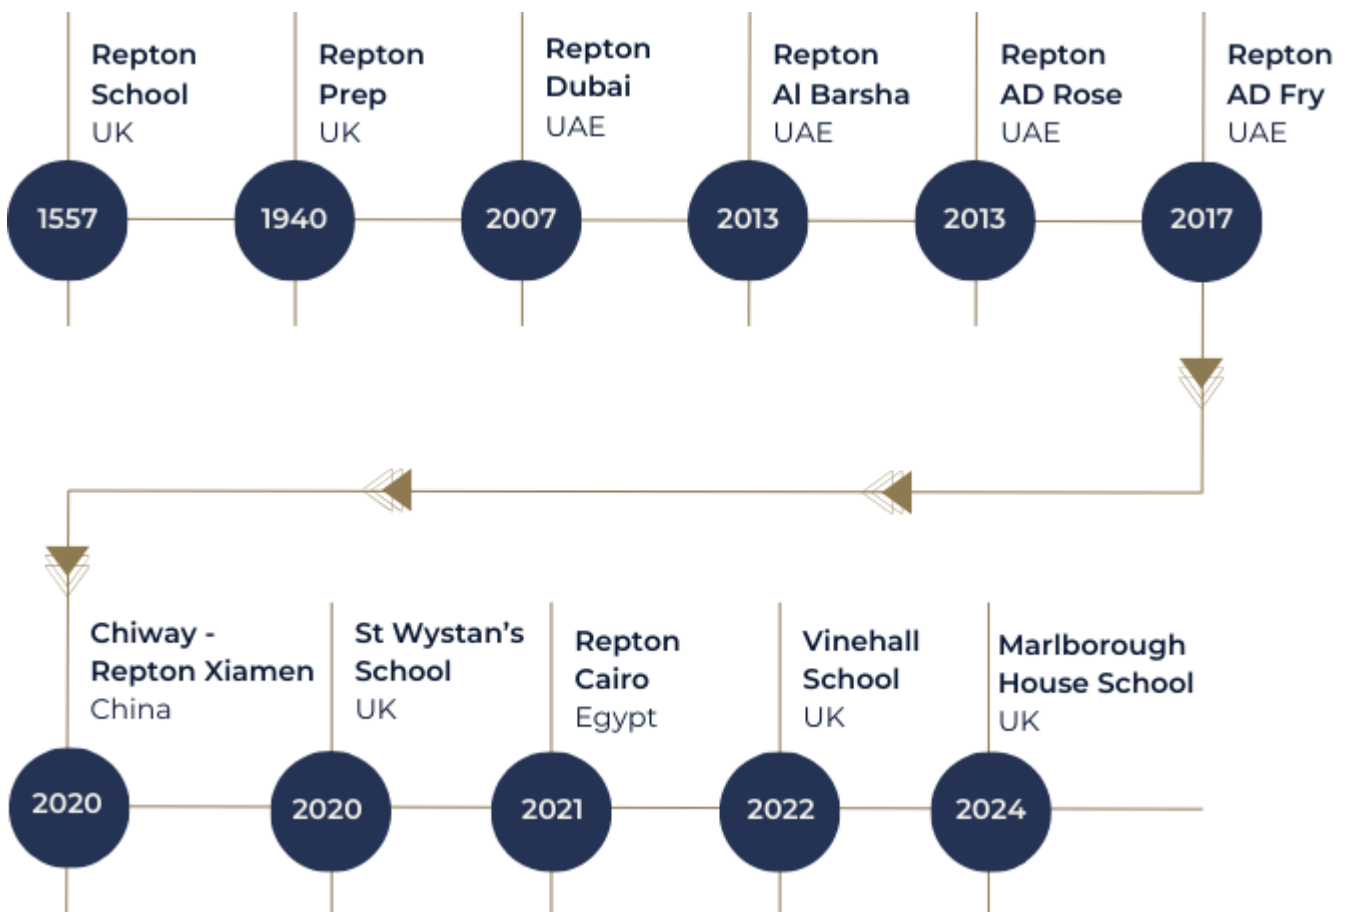 Repton
School
UK
1557
Repton
Prep
UK
1940
Repton
Dubai
UAE
2007
Repton
Al Barsha
UAE
2013
Repton
AD Rose
UAE
2013
Repton
AD Fry
UAE
2017
Chiway -
Repton Xiamen
China
2020
St Wystan’s
School
UK
2020
Repton
Cairo
Egypt
2021
Vinehall
School
UK
2022
Marlborough
House School
UK
2024